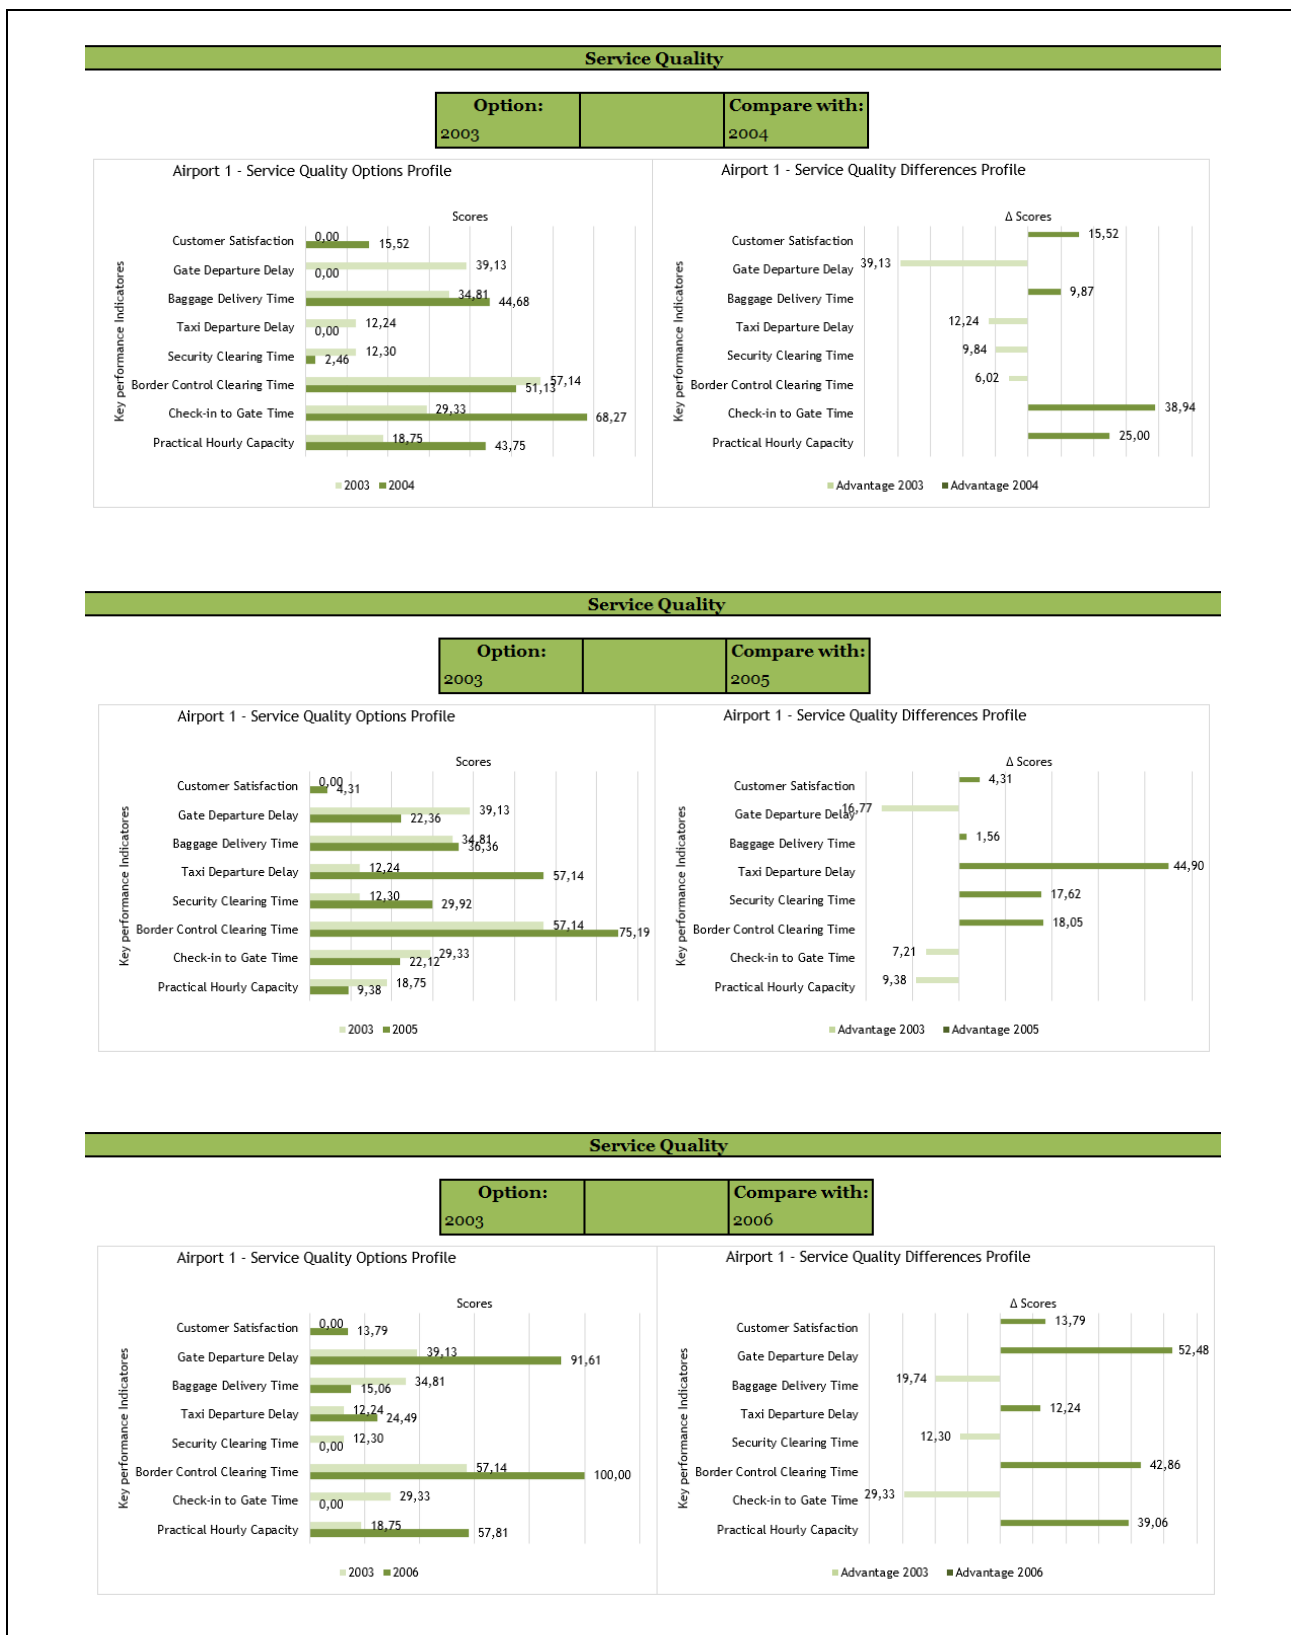 Service Quality
Option: Compare with:
2003 2004
Airport 1 - Service Quality Options Profile
Scores
Key performance Indicatores
Customer Satisfaction 0,00 15,52
Gate Departure Delay 39,13 0,00
Baggage Delivery Time 34,81 44,68
Taxi Departure Delay 12,24 0,00
Security Clearing Time 12,30 2,46
Border Control Clearing Time 57,14 51,13
Check-in to Gate Time 29,33 68,27
Practical Hourly Capacity 18,75 43,75
2003 2004
Airport 1 - Service Quality Differences Profile
Δ Scores
Key performance Indicatores
Customer Satisfaction 15,52
Gate Departure Delay 39,13
Baggage Delivery Time 9,87
Taxi Departure Delay 12,24
Security Clearing Time 9,84
Border Control Clearing Time 6,02
Check-in to Gate Time 38,94
Practical Hourly Capacity 25,00
Advantage 2003 Advantage 2004
Service Quality
Option: Compare with:
2003 2005
Airport 1 - Service Quality Options Profile
Scores
Key performance Indicatores
Customer Satisfaction 0,00 4,31
Gate Departure Delay 39,13 22,36
Baggage Delivery Time 34,81 36,36
Taxi Departure Delay 12,24 57,14
Security Clearing Time 12,30 29,92
Border Control Clearing Time 57,14 75,19
Check-in to Gate Time 29,33 22,12
Practical Hourly Capacity 18,75 9,38
2003 2005
Airport 1 - Service Quality Differences Profile
Δ Scores
Key performance Indicatores
Customer Satisfaction 4,31
Gate Departure Delay 16,77
Baggage Delivery Time 1,56
Taxi Departure Delay 44,90
Security Clearing Time 17,62
Border Control Clearing Time 18,05
Check-in to Gate Time 7,21
Practical Hourly Capacity 9,38
Advantage 2003 Advantage 2005
Service Quality
Option: Compare with:
2003 2006
Airport 1 - Service Quality Options Profile
Scores
Key performance Indicatores
Customer Satisfaction 0,00 13,79
Gate Departure Delay 39,13 91,61
Baggage Delivery Time 34,81 15,06
Taxi Departure Delay 12,24 24,49
Security Clearing Time 12,30 0,00
Border Control Clearing Time 57,14 100,00
Check-in to Gate Time 29,33 0,00
Practical Hourly Capacity 18,75 57,81
2003 2006
Airport 1 - Service Quality Differences Profile
Δ Scores
Key performance Indicatores
Customer Satisfaction 13,79
Gate Departure Delay 52,48
Baggage Delivery Time 19,74
Taxi Departure Delay 12,24
Security Clearing Time 12,30
Border Control Clearing Time 42,86
Check-in to Gate Time 29,33
Practical Hourly Capacity 39,06
Advantage 2003 Advantage 2006